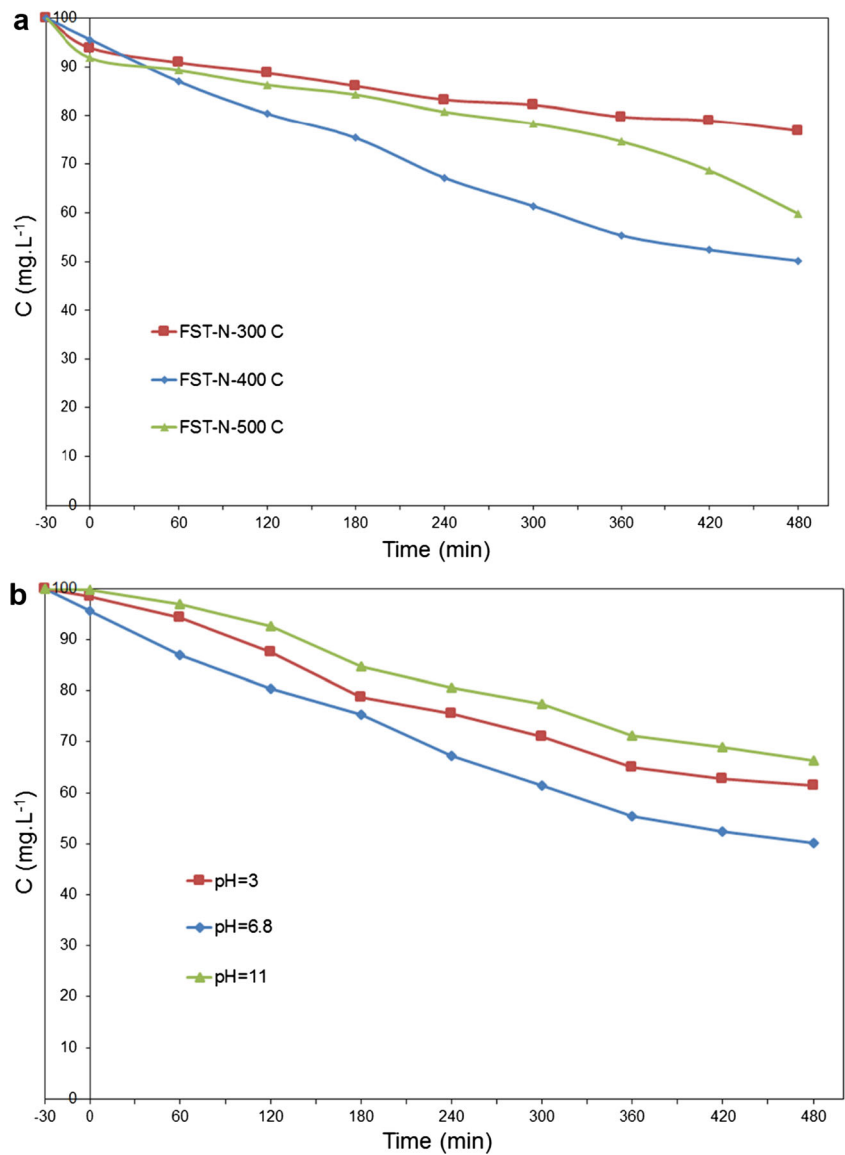 a
100
90
80
70
60
50
40
30
20
10
0
C (mg.L-1)
FST-N-300 C
FST-N-400 C
FST-N-500 C
-30 0 60 120 180 240 300 360 420 480
Time (min)
b
100
90
80
70
60
50
40
30
20
10
0
C (mg.L-1)
pH=3
pH=6.8
pH=11
-30 0 60 120 180 240 300 360 420 480
Time (min)